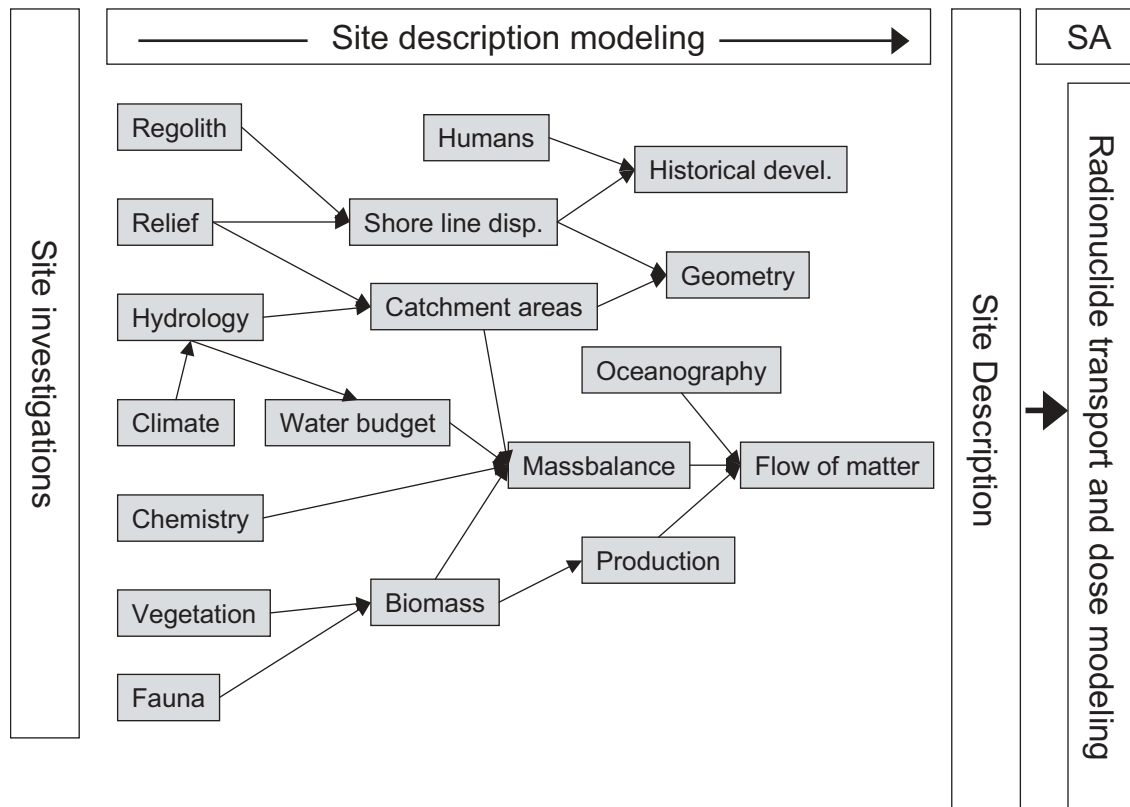 Site description modeling
SA
Site investigations
Regolith
Humans
Historical devel.
Relief
Shore line disp.
Geometry
Hydrology
Catchment areas
Oceanography
Climate
Water budget
Massbalance
Flow of matter
Chemistry
Production
Vegetation
Biomass
Fauna
Site Description
Radionuclide transport and dose modeling